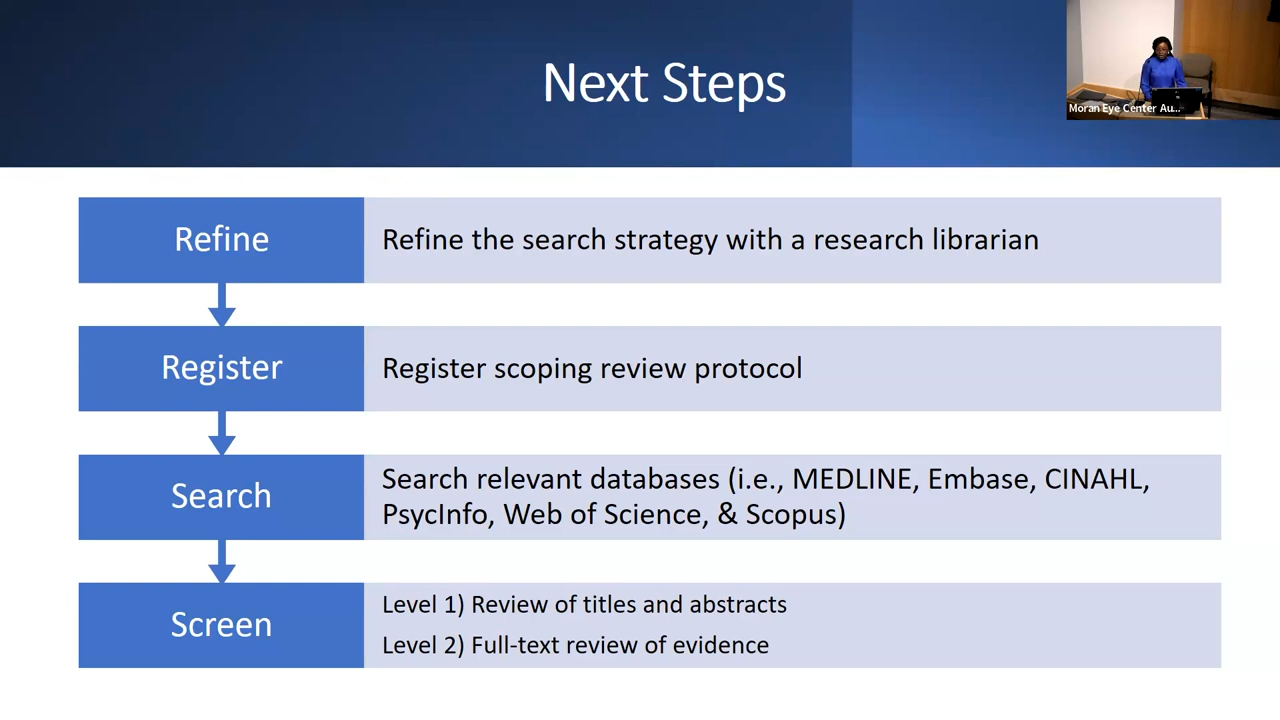 Next Steps
Moran Eye Center Au...
Refine
Refine the search strategy with a research librarian
Register
Register scoping review protocol
Search
Search relevant databases (i.e., MEDLINE, Embase, CINAHL,
PsycInfo, Web of Science, & Scopus)
Screen
Level 1) Review of titles and abstracts
Level 2) Full-text review of evidence